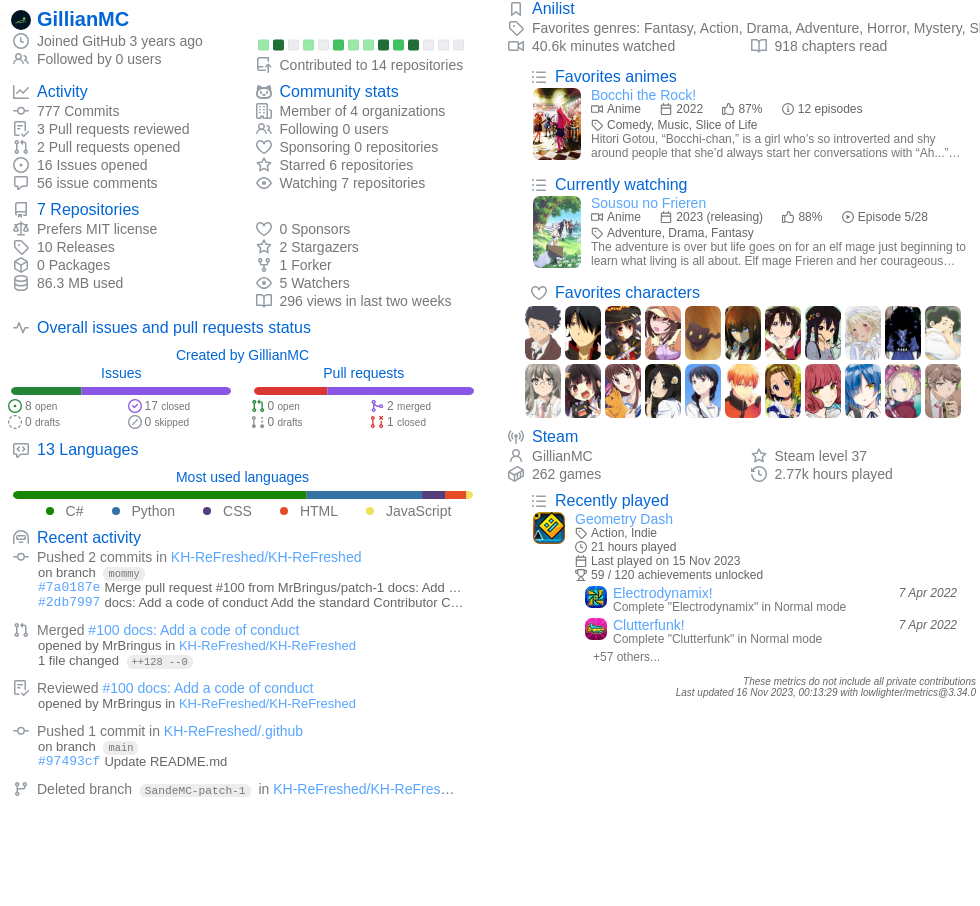 GillianMC
Joined GitHub 3 years ago
Followed by 0 users
Contributed to 14 repositories
Activity
777 Commits
3 Pull requests reviewed
2 Pull requests opened
16 Issues opened
56 issue comments
Community stats
Member of 4 organizations
Following 0 users
Sponsoring 0 repositories
Starred 6 repositories
Watching 7 repositories
7 Repositories
Prefers MIT license
10 Releases
0 Packages
86.3 MB used
0 Sponsors
2 Stargazers
1 Forker
5 Watchers
296 views in last two weeks
Overall issues and pull requests status
Created by GillianMC
Issues
8 open
17 closed
0 drafts
0 skipped
Pull requests
0 open
2 merged
0 drafts
1 closed
13 Languages
Most used languages
C# Python CSS HTML JavaScript
Recent activity
Pushed 2 commits in KH-ReFreshed/KH-ReFreshed
on branch mommy
#7a0187e Merge pull request #100 from MrBringus/patch-1 docs: Add …
#2db7997 docs: Add a code of conduct Add the standard Contributor C…
Merged #100 docs: Add a code of conduct
opened by MrBringus in KH-ReFreshed/KH-ReFreshed
1 file changed ++128 --0
Reviewed #100 docs: Add a code of conduct
opened by MrBringus in KH-ReFreshed/KH-ReFreshed
Pushed 1 commit in KH-ReFreshed/.github
on branch main
#97493cf Update README.md
Deleted branch SandeMC-patch-1 in KH-ReFreshed/KH-ReFres…
Anilist
Favorites genres: Fantasy, Action, Drama, Adventure, Horror, Mystery, Sl
40.6k minutes watched
918 chapters read
Favorites animes
Bocchi the Rock!
Anime 2022 87% 12 episodes
Comedy, Music, Slice of Life
Hitori Gotou, “Bocchi-chan,” is a girl who’s so introverted and shy
around people that she’d always start her conversations with “Ah...”…
Currently watching
Sousou no Frieren
Anime 2023 (releasing) 88% Episode 5/28
Adventure, Drama, Fantasy
The adventure is over but life goes on for an elf mage just beginning to
learn what living is all about. Elf mage Frieren and her courageous…
Favorites characters
Steam
GillianMC
262 games
Steam level 37
2.77k hours played
Recently played
Geometry Dash
Action, Indie
21 hours played
Last played on 15 Nov 2023
59 / 120 achievements unlocked
Electrodynamix! 7 Apr 2022
Complete "Electrodynamix" in Normal mode
Clutterfunk! 7 Apr 2022
Complete "Clutterfunk" in Normal mode
+57 others...
These metrics do not include all private contributions
Last updated 16 Nov 2023, 00:13:29 with lowlighter/metrics@3.34.0